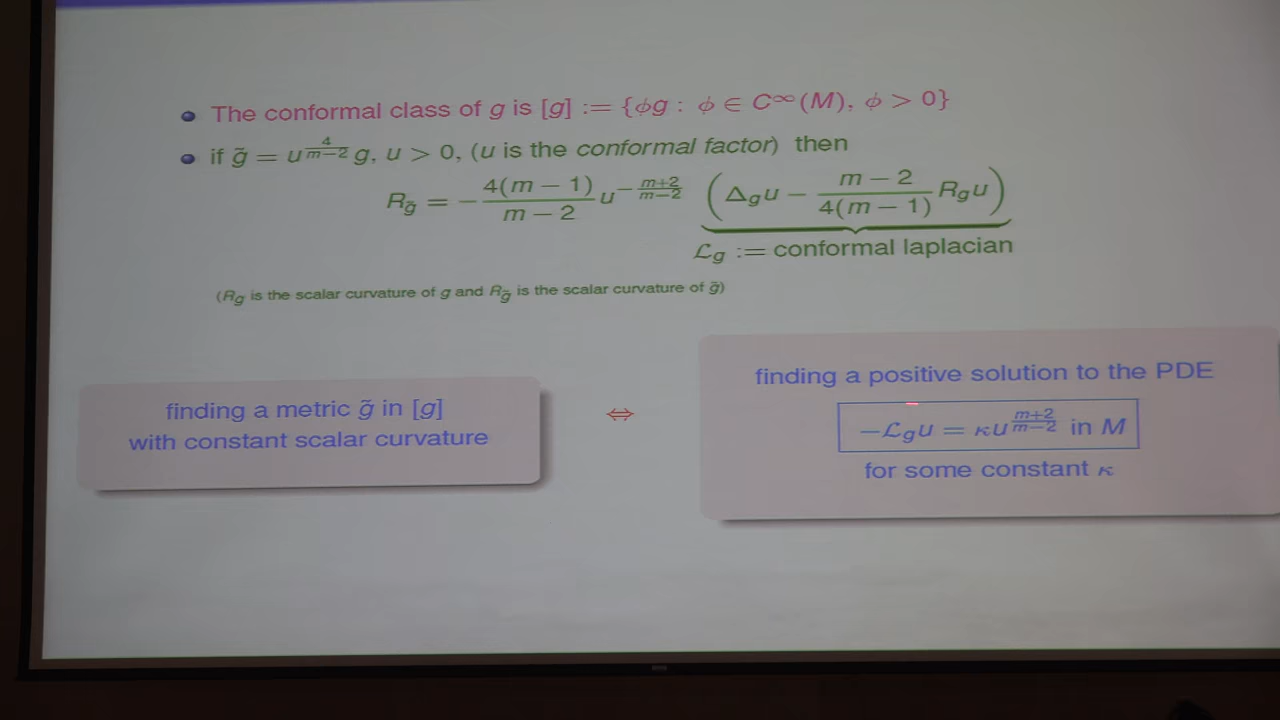 The conformal class of g is [g] := {ϕg : ϕ ∈ C^∞(M), ϕ > 0}
if g̃ = u^{4/(m−2)} g, u > 0, (u is the conformal factor) then
R_g̃ = − 4(m − 1)/(m − 2) u^{−(m+2)/(m−2)} (Δ_g u − (m − 2)/(4(m − 1)) R_g u)
ℒ_g := conformal laplacian
(R_g is the scalar curvature of g and R_g̃ is the scalar curvature of g̃)
finding a metric g̃ in [g]
with constant scalar curvature
⇔
finding a positive solution to the PDE
−ℒ_g u = κu^{(m+2)/(m−2)} in M
for some constant κ